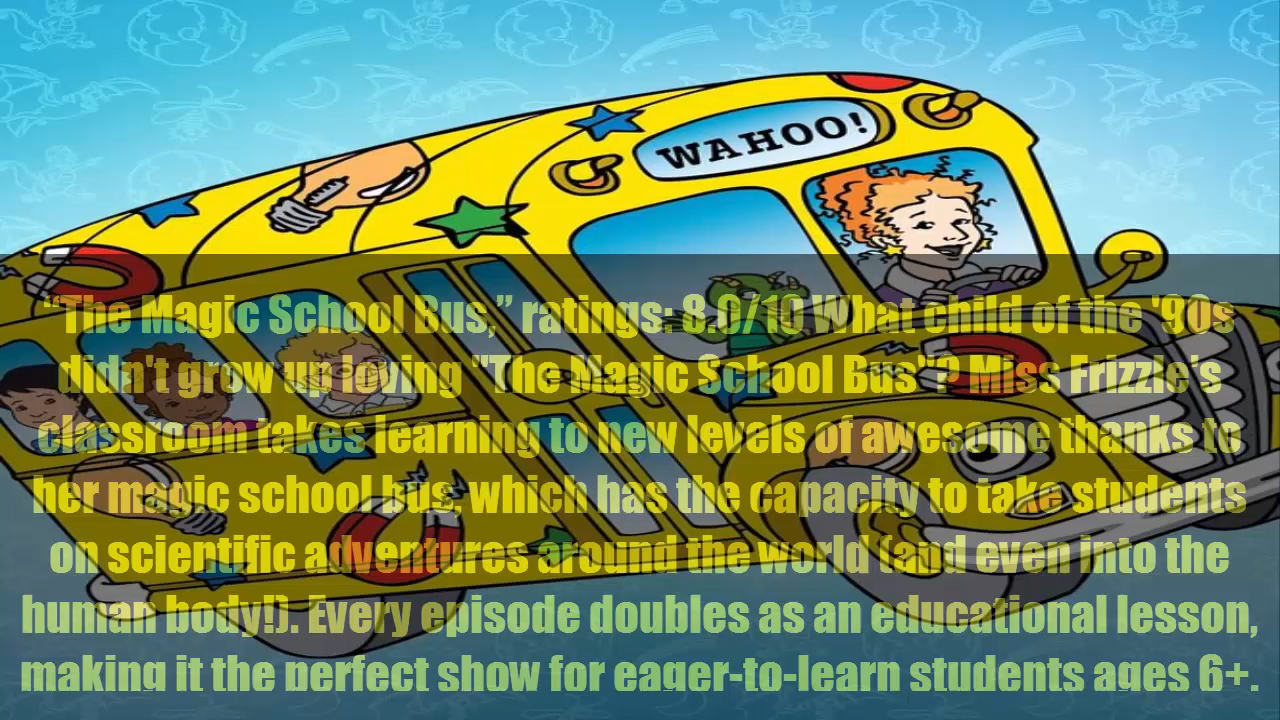 WAHOO!
“The Magic School Bus,” ratings: 8.0/10 What child of the '90s
didn't grow up loving "The Magic School Bus"? Miss Frizzle's
classroom takes learning to new levels of awesome thanks to
her magic school bus, which has the capacity to take students
on scientific adventures around the world (and even into the
human body!). Every episode doubles as an educational lesson,
making it the perfect show for eager-to-learn students ages 6+.